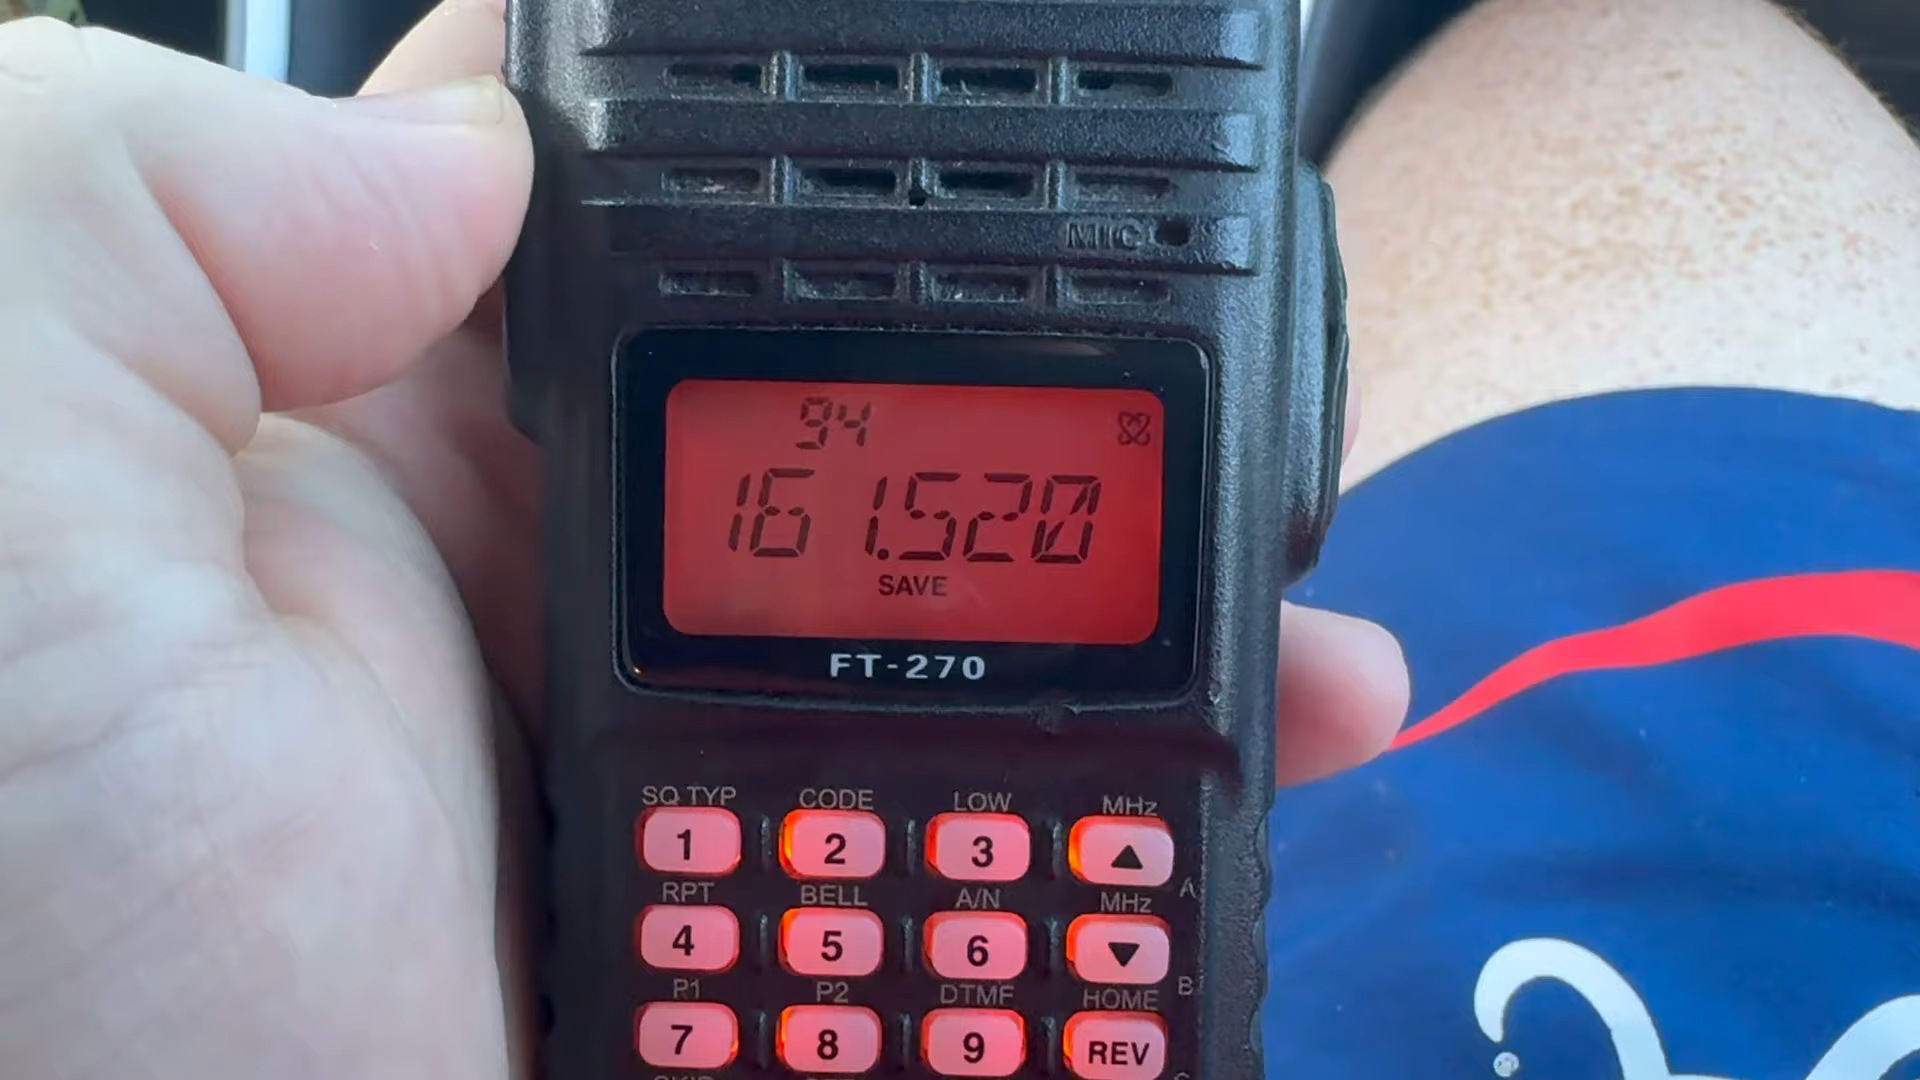 MIC
94
161.520
SAVE
FT-270
SQ TYP CODE LOW MHz
1 2 3 ▲
RPT BELL A/N MHz A
4 5 6 ▼
P1 P2 DTMF HOME B
7 8 9 REV